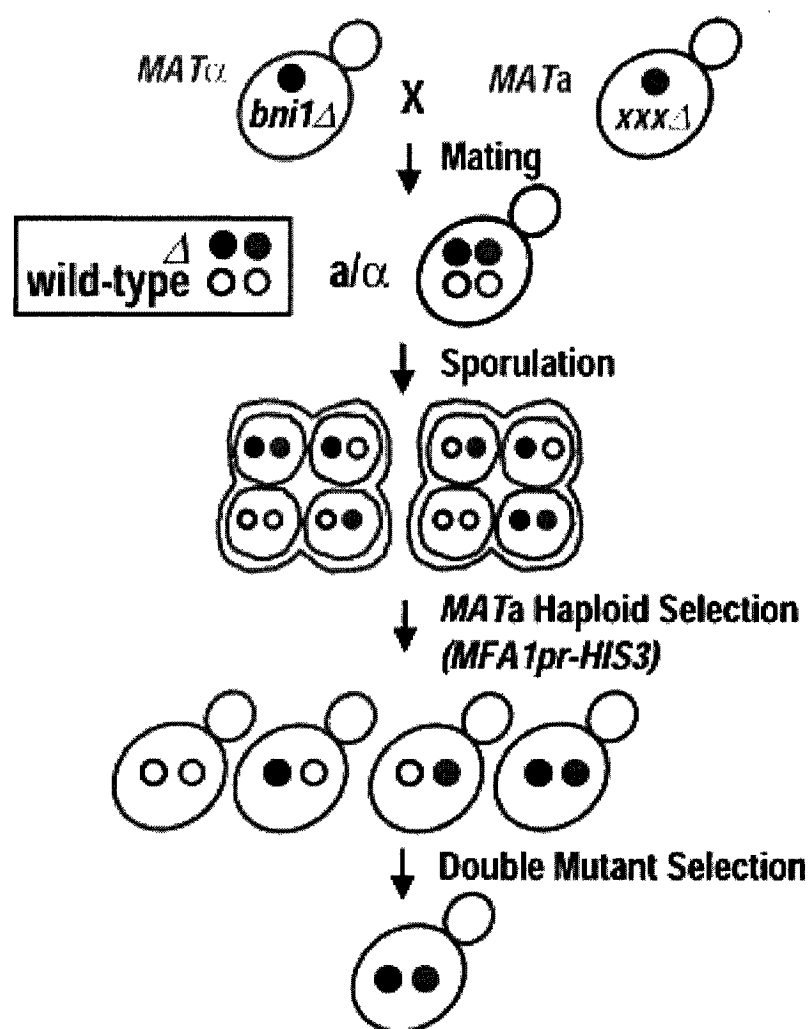 MATα
bni1Δ
X
MATa
xxxΔ
Mating
Δ
wild-type
a/α
Sporulation
MATa Haploid Selection
(MFA1pr-HIS3)
Double Mutant Selection